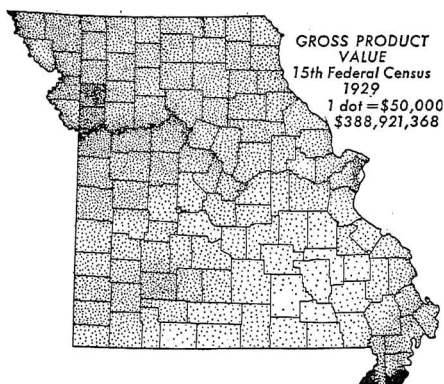 GROSS PRODUCT
VALUE
15th Federal Census
1929
1 dot = $50,000
$388,921,368